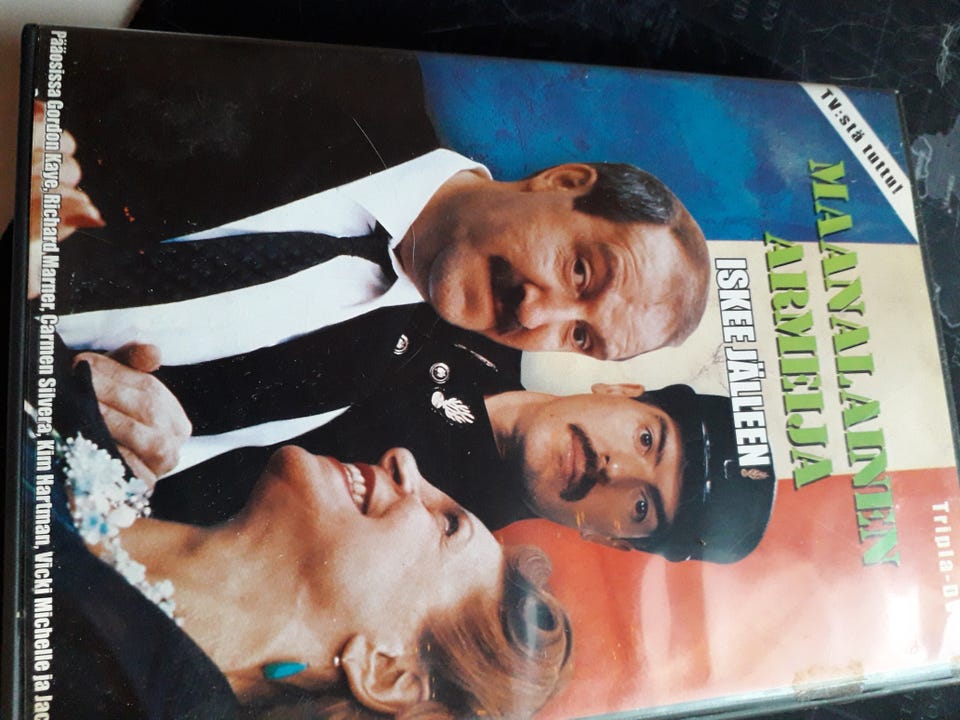 Tripla-
TV:stä tuttu!
MAANALAINEN
ARMEIJA
ISKEE JÄLLEEN
Pääosissa Gordon Kaye, Richard Marner, Carmen Silvera, Kim Hartman, Vicki Michelle ja